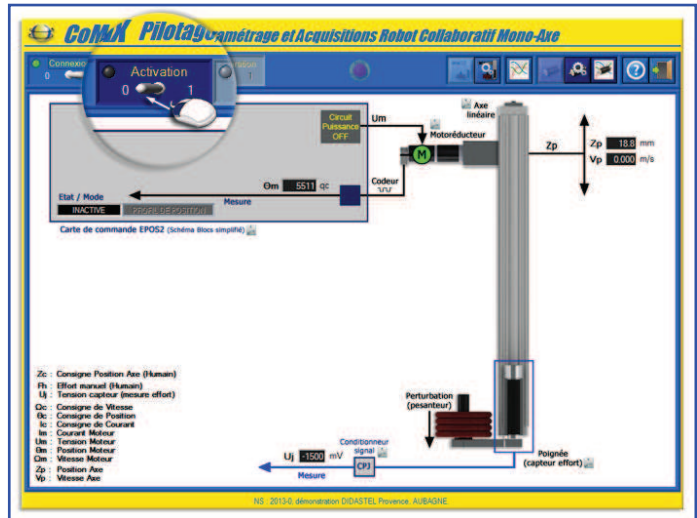 CoMAX Pilotage
amétrage et Acquisitions Robot Collaboratif Mono-Axe
Connexion
0
Activation
0 1
1
Circuit
Puissance
OFF
Um
Axe
linéaire
Motoréducteur
M
Zp
Zp 18.8 mm
Vp 0.000 m/s
Θm 5511 qc
Codeur
Mesure
Etat / Mode
INACTIVE PROFIL DE POSITION
Carte de commande EPOS2 (Schéma Blocs simplifié)
Zc : Consigne Position Axe (Humain)
Fh : Effort manuel (Humain)
Uj : Tension capteur (mesure effort)
Ωc : Consigne de Vitesse
Θc : Consigne de Position
Ic : Consigne de Courant
Im : Courant Moteur
Um : Tension Moteur
Θm : Position Moteur
Ωm : Vitesse Moteur
Zp : Position Axe
Vp : Vitesse Axe
Perturbation
(pesanteur)
Conditionneur
signal
Uj -1500 mV
CPJ
Mesure
Poignée
(capteur effort)
NS : 2013-0, démonstration DIDASTEL Provence, AUBAGNE